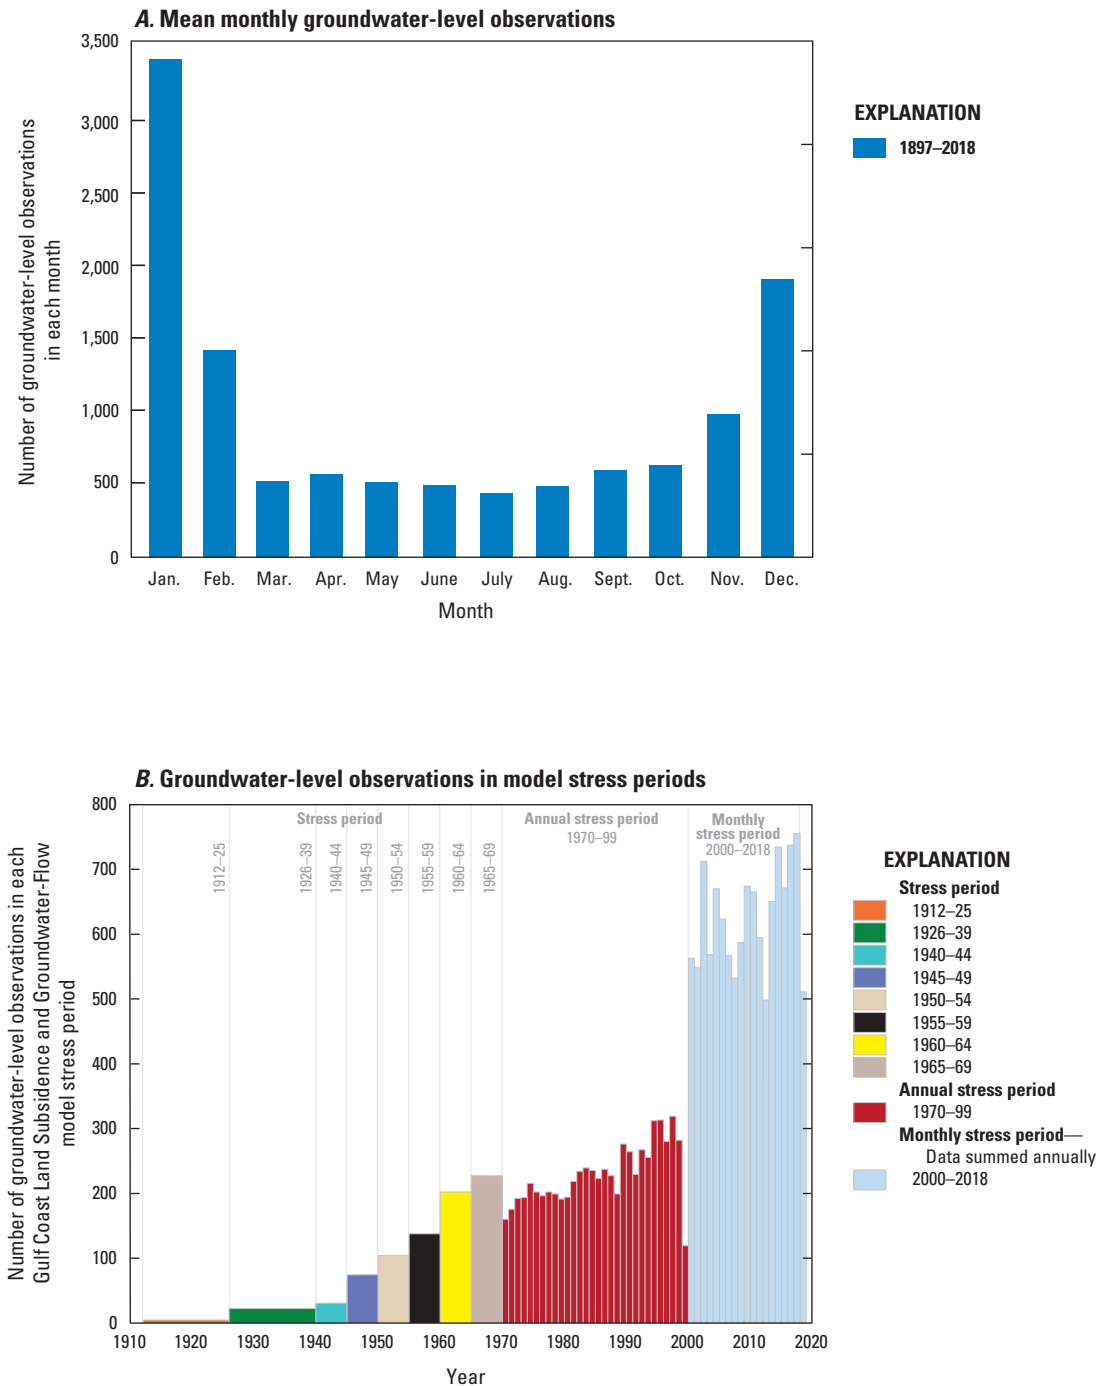 A. Mean monthly groundwater-level observations
Number of groundwater-level observations
in each month
3,500
3,000
2,500
2,000
1,500
1,000
500
0
Jan. Feb. Mar. Apr. May June July Aug. Sept. Oct. Nov. Dec.
Month
EXPLANATION
1897–2018
B. Groundwater-level observations in model stress periods
Number of groundwater-level observations in each
Gulf Coast Land Subsidence and Groundwater-Flow
model stress period
800
700
600
500
400
300
200
100
0
Stress period
1912–25
1926–39
1940–44
1945–49
1950–54
1955–59
1960–64
1965–69
Annual stress period
1970–99
Monthly
stress period
2000–2018
1910 1920 1930 1940 1950 1960 1970 1980 1990 2000 2010 2020
Year
EXPLANATION
Stress period
1912–25
1926–39
1940–44
1945–49
1950–54
1955–59
1960–64
1965–69
Annual stress period
1970–99
Monthly stress period—
Data summed annually
2000–2018